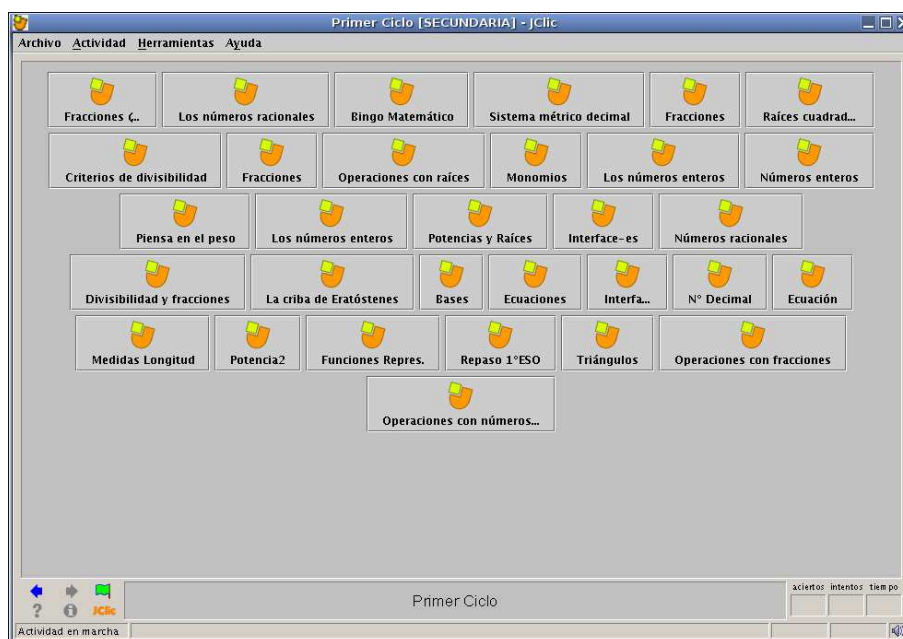 Primer Ciclo [SECUNDARIA] - JClic
Archivo Actividad Herramientas Ayuda
Fracciones (.. Los números racionales Bingo Matemático Sistema métrico decimal Fracciones Raíces cuadrad...
Criterios de divisibilidad Fracciones Operaciones con raíces Monomios Los números enteros Números enteros
Piensa en el peso Los números enteros Potencias y Raíces Interface-es Números racionales
Divisibilidad y fracciones La criba de Eratóstenes Bases Ecuaciones Interfa... N° Decimal Ecuación
Medidas Longitud Potencia2 Funciones Repres. Repaso 1°ESO Triángulos Operaciones con fracciones
Operaciones con números...
aciertos intentos tiempo
Primer Ciclo
? i JClic
Actividad en marcha